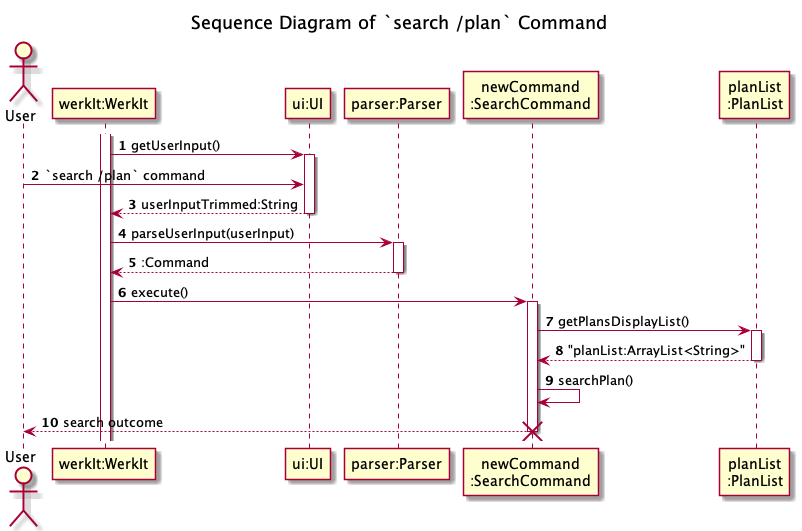 Sequence Diagram of `search /plan` Command
User
werkIt:WerkIt
ui:UI
parser:Parser
newCommand
:SearchCommand
planList
:PlanList
1 getUserInput()
2 `search /plan` command
3 userInputTrimmed:String
4 parseUserInput(userInput)
5 :Command
6 execute()
7 getPlansDisplayList()
8 "planList:ArrayList<String>"
9 searchPlan()
10 search outcome
User
werkIt:WerkIt
ui:UI
parser:Parser
newCommand
:SearchCommand
planList
:PlanList